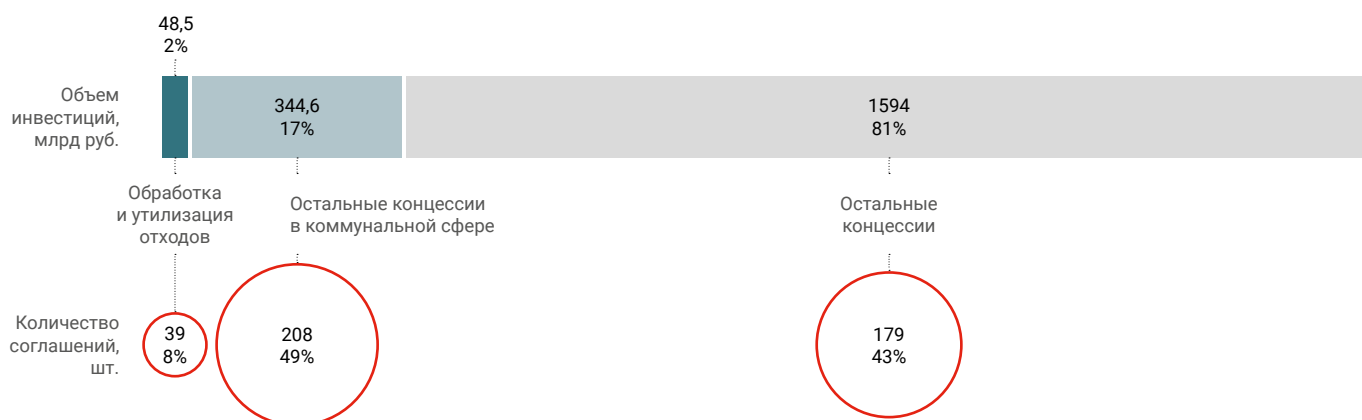 48,5
2%
Объем
инвестиций,
млрд руб.
344,6
17%
1594
81%
Обработка
и утилизация
отходов
Остальные концессии
в коммунальной сфере
Остальные
концессии
Количество
соглашений,
шт.
39
8%
208
49%
179
43%